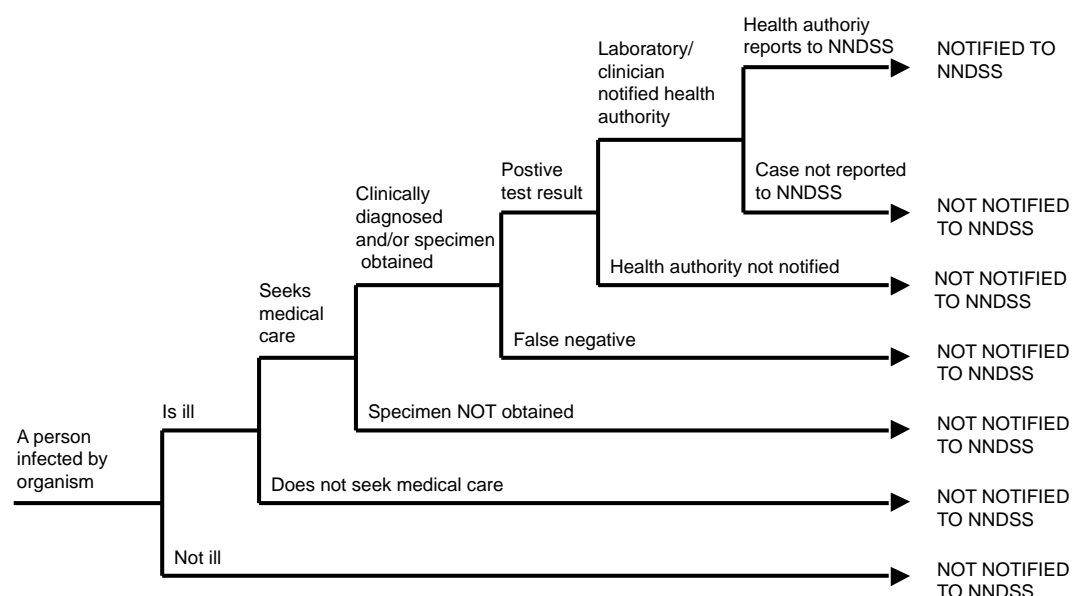 Health authoriy
reports to NNDSS
NOTIFIED TO
NNDSS
Laboratory/
clinician
notified health
authority
Case not reported
to NNDSS
NOT NOTIFIED
TO NNDSS
Postive
test result
Health authority not notified
NOT NOTIFIED
TO NNDSS
Clinically
diagnosed
and/or specimen
obtained
False negative
NOT NOTIFIED
TO NNDSS
Seeks
medical
care
Specimen NOT obtained
NOT NOTIFIED
TO NNDSS
Is ill
A person
infected by
organism
Does not seek medical care
NOT NOTIFIED
TO NNDSS
Not ill
NOT NOTIFIED
TO NNDSS